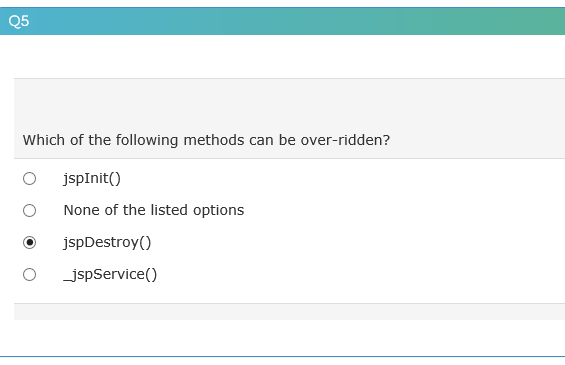 Q5
Which of the following methods can be over-ridden?
jspInit()
None of the listed options
jspDestroy()
_jspService()